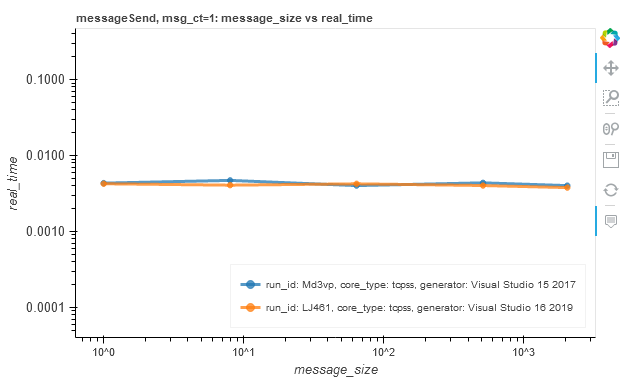 messageSend, msg_ct=1: message_size vs real_time
0.1000
0.0100
0.0010
0.0001
real_time
run_id: Md3vp, core_type: tcpss, generator: Visual Studio 15 2017
run_id: LJ461, core_type: tcpss, generator: Visual Studio 16 2019
10^0
10^1
10^2
10^3
message_size